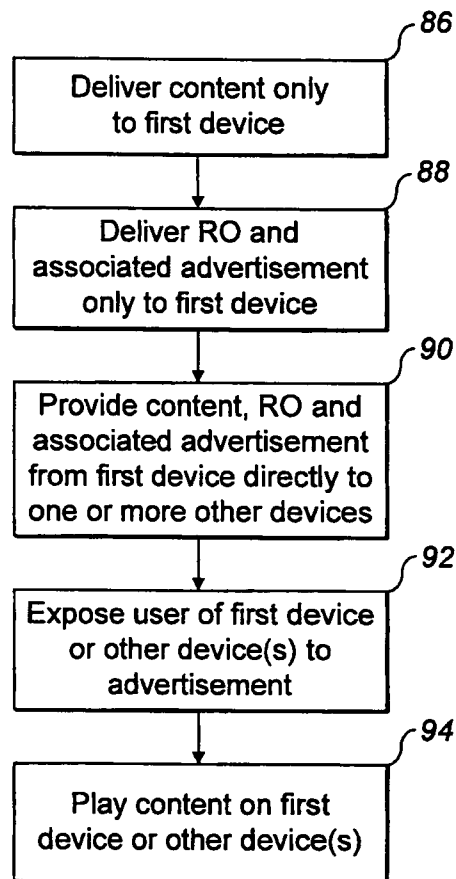 86
Deliver content only
to first device
88
Deliver RO and
associated advertisement
only to first device
90
Provide content, RO and
associated advertisement
from first device directly to
one or more other devices
92
Expose user of first device
or other device(s) to
advertisement
94
Play content on first
device or other device(s)